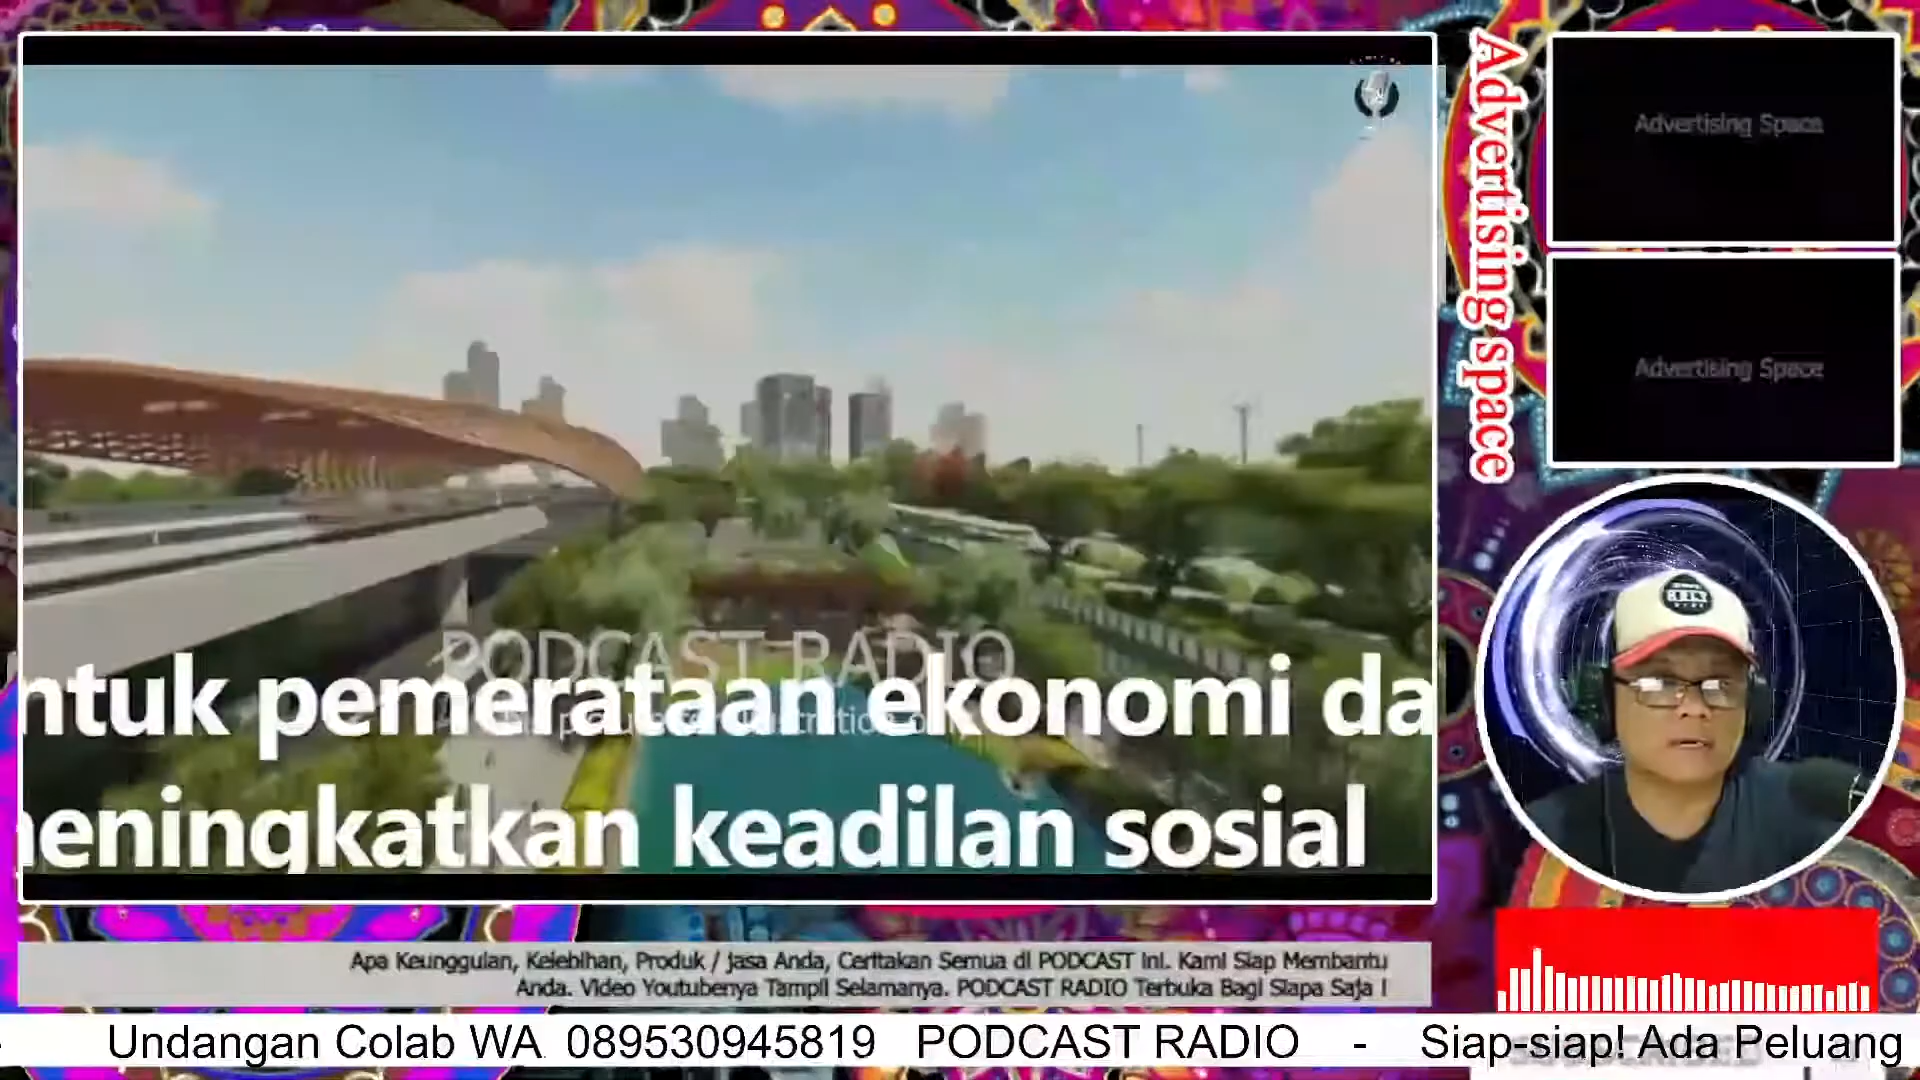 PODCAST RADIO
ntuk pemerataan ekonomi da
eningkatkan keadilan sosial
Advertising space
Advertising Space
Advertising Space
Apa Keunggulan, Kelebihan, Produk / Jasa Anda, Ceritakan Semua di PODCAST Ini. Kami Siap Membantu
Anda. Video Youtubenya Tampil Selamanya. PODCAST RADIO Terbuka Bagi Siapa Saja !
Undangan Colab WA 089530945819 PODCAST RADIO - Siap-siap! Ada Peluang